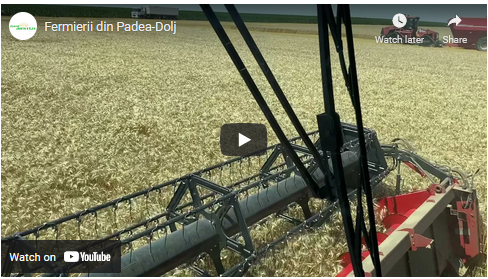 Fermierii din Padea-Dolj
Watch later
Share
Watch on YouTube